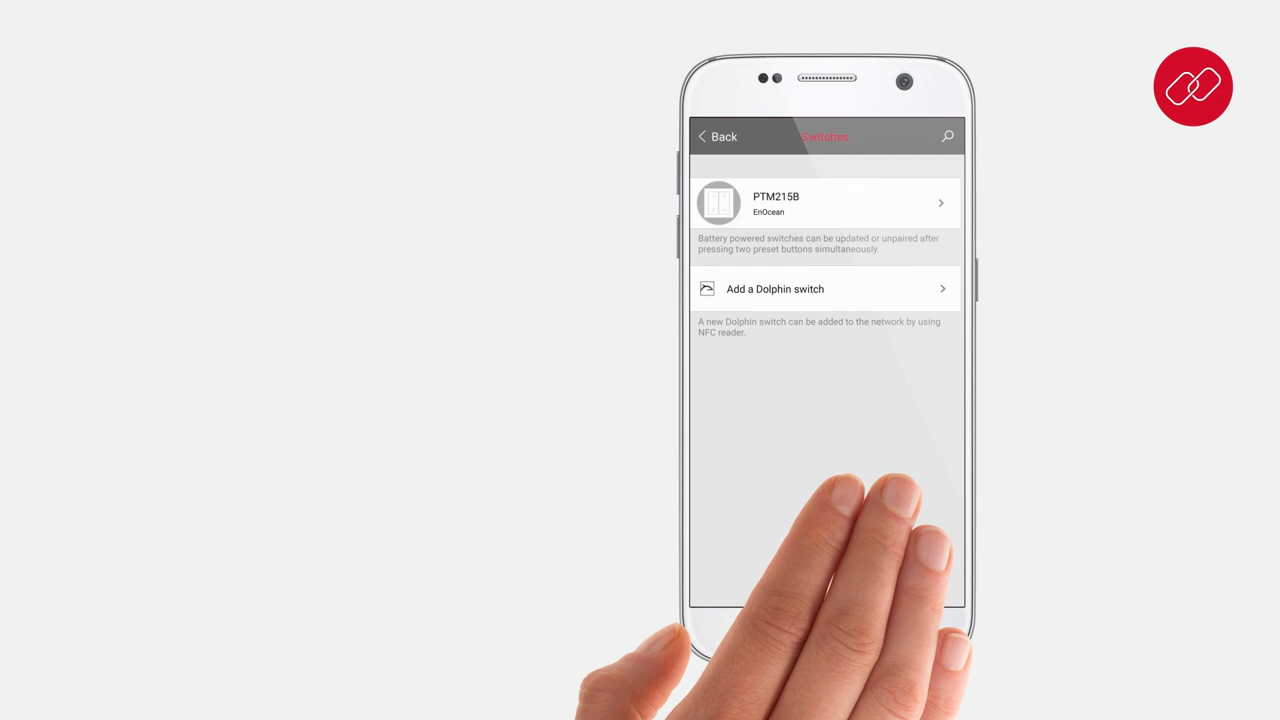 Back
Switches
PTM215B
EnOcean
Battery powered switches can be updated or unpaired after
pressing two preset buttons simultaneously.
Add a Dolphin switch
A new Dolphin switch can be added to the network by using
NFC reader.